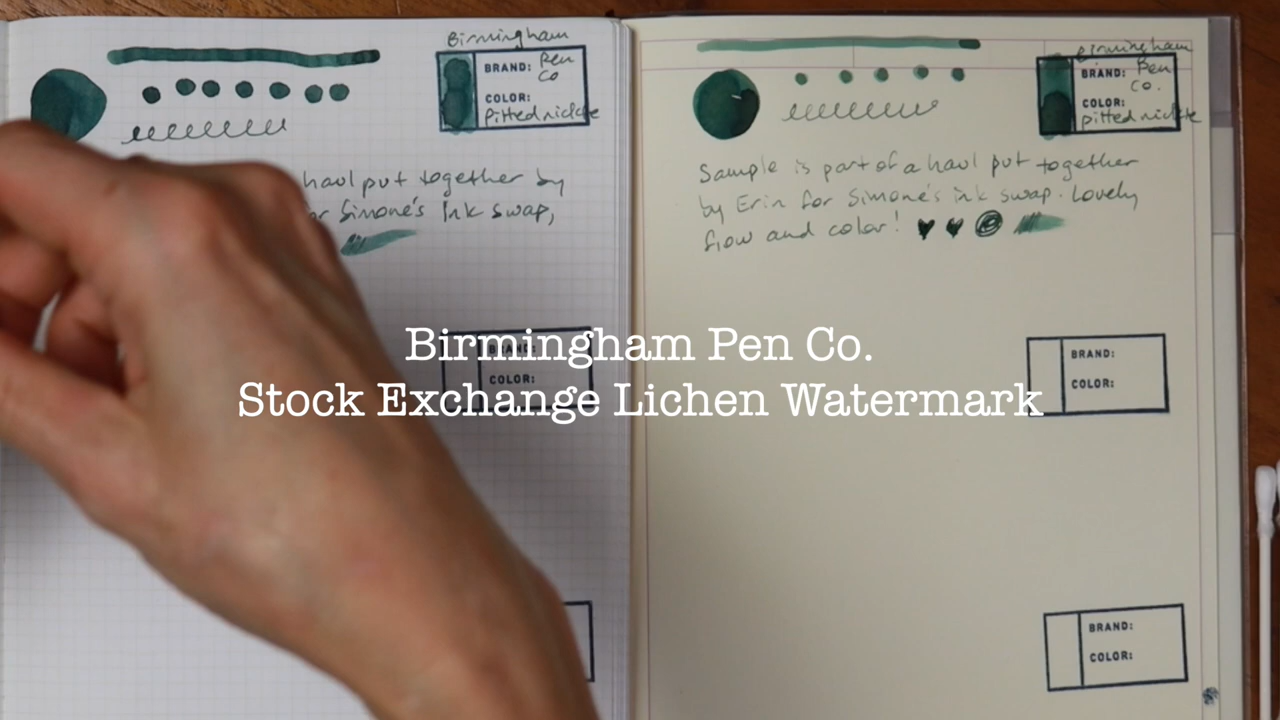 Birmingham
BRAND: Pen
Co
COLOR:
Pitted nickle
haul put together by
for Simone's Ink swap,
Birmingham
BRAND: Pen
Co.
COLOR:
pitted nickle
Sample is part of a haul put together
by Erin for Simone's ink swap. Lovely
flow and color!
Birmingham Pen Co.
Stock Exchange Lichen Watermark
BRAND:
COLOR:
BRAND:
COLOR:
BRAND:
COLOR: